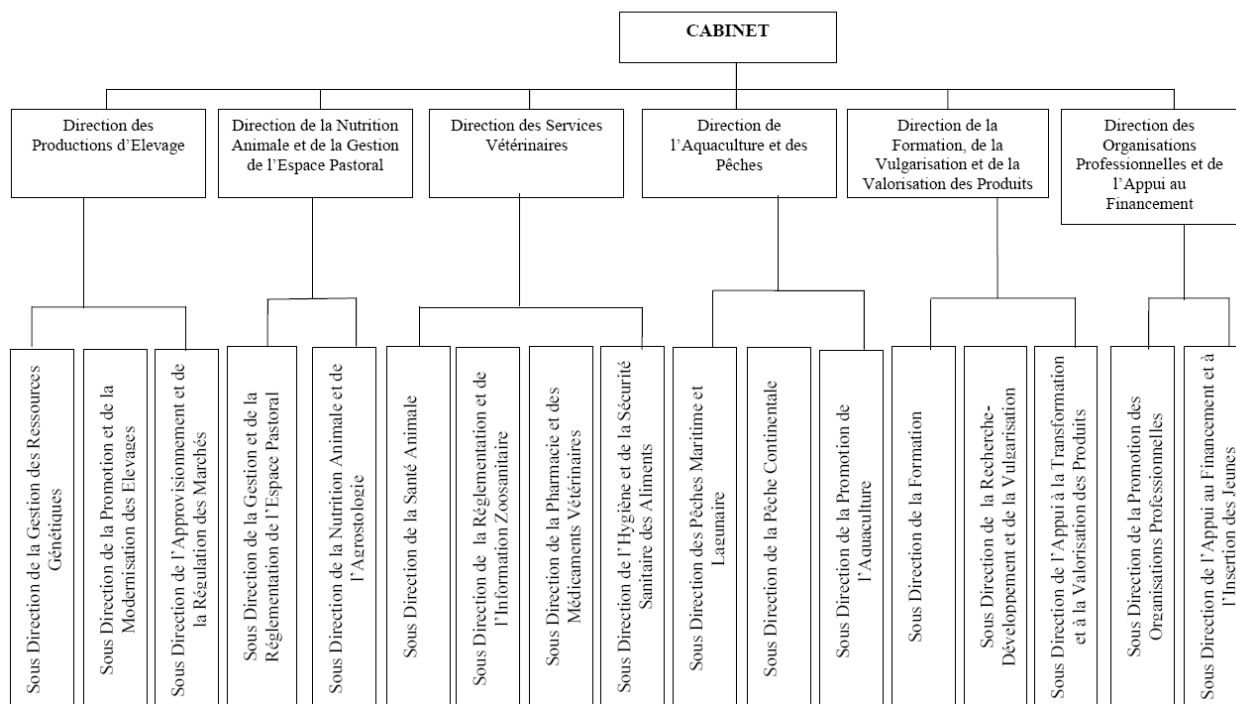 CABINET
Direction des
Productions d'Elevage
Direction de la Nutrition
Animale et de la Gestion
de l'Espace Pastoral
Direction des Services
Vétérinaires
Direction de
l'Aquaculture et des
Pêches
Direction de la
Formation, de la
Vulgarisation et de la
Valorisation des Produits
Direction des
Organisations
Professionnelles et de
l'Appui au
Financement
Sous Direction de la Gestion des Ressources
Génétiques
Sous Direction de la Promotion et de la
Modernisation des Elevages
Sous Direction de l'Approvisionnement et de
la Régulation des Marchés
Sous Direction de la Gestion et de la
Réglementation de l'Espace Pastoral
Sous Direction de la Nutrition Animale et de
l'Agrostologie
Sous Direction de la Santé Animale
Sous Direction de la Réglementation et de
l'Information Zoosanitaire
Sous Direction de la Pharmacie et des
Médicaments Vétérinaires
Sous Direction de l'Hygiène et de la Sécurité
Sanitaire des Aliments
Sous Direction des Pêches Maritime et
Lagunaire
Sous Direction de la Pêche Continentale
Sous Direction de la Promotion de
l'Aquaculture
Sous Direction de la Formation
Sous Direction de la Recherche-
Développement et de la Vulgarisation
Sous Direction de l'Appui à la Transformation
et à la Valorisation des Produits
Sous Direction de la Promotion des
Organisations Professionnelles
Sous Direction de l'Appui au Financement et à
l'Insertion des Jeunes